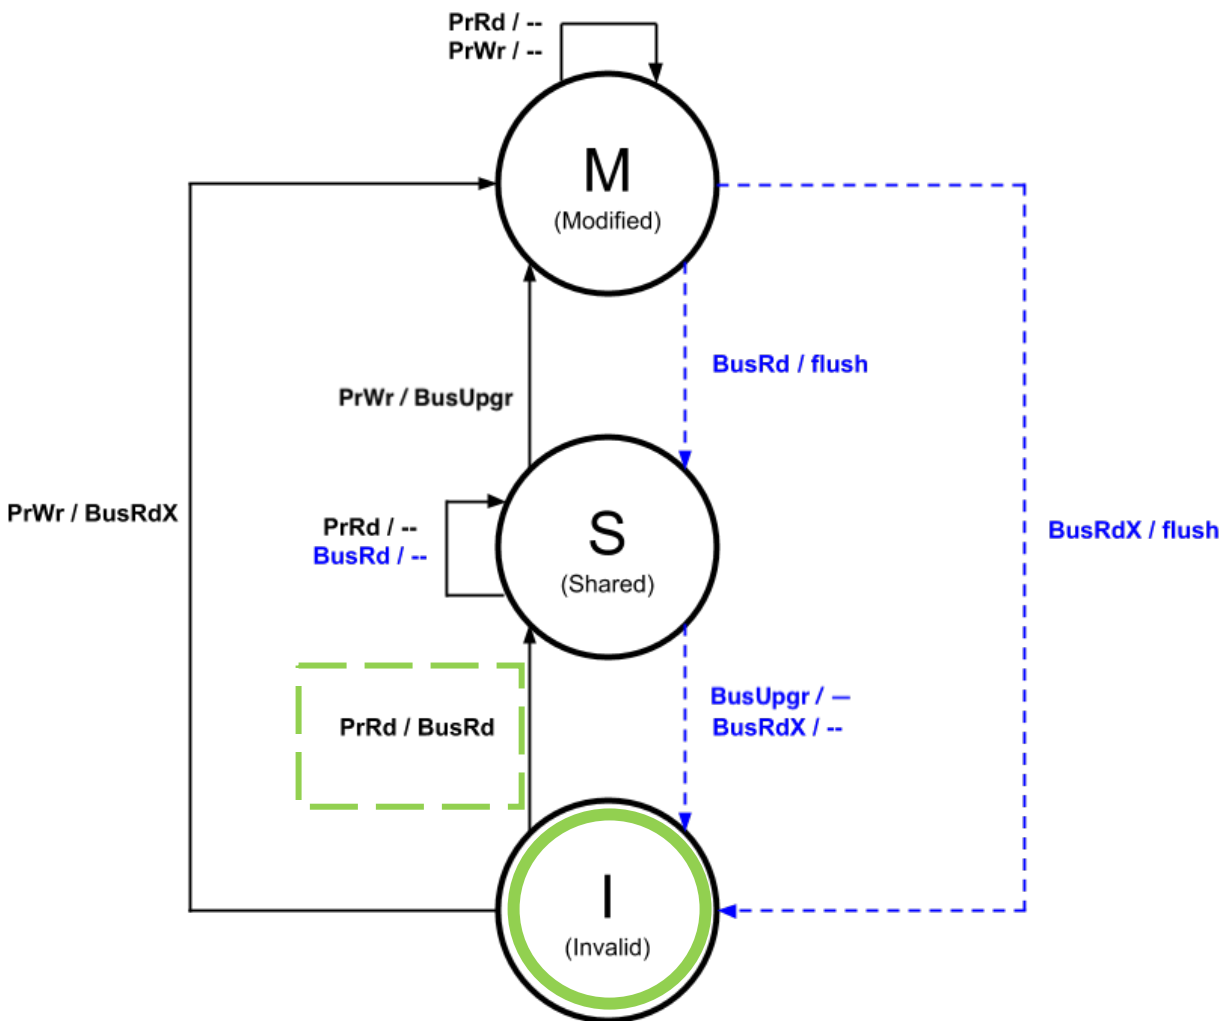 PrRd / --
PrWr / --
M
(Modified)
BusRd / flush
PrWr / BusUpgr
PrWr / BusRdX
PrRd / --
BusRd / --
S
(Shared)
BusRdX / flush
BusUpgr / —
BusRdX / --
PrRd / BusRd
I
(Invalid)